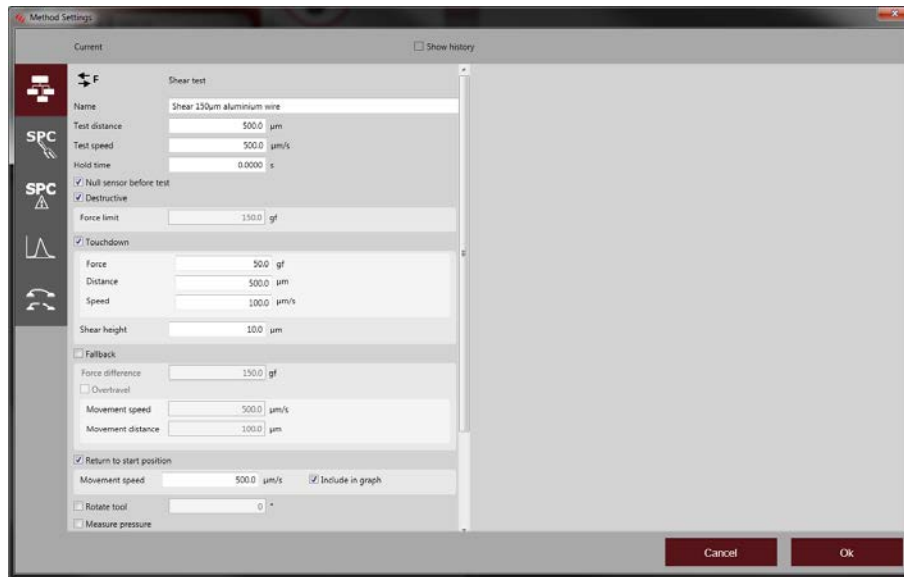 Method Settings
Current
Show history
F
Shear test
Name
Shear 150µm aluminium wire
Test distance 500.0 µm
Test speed 500.0 µm/s
Hold time 0.0000 s
Null sensor before test
Destructive
Force limit 150.0 gf
Touchdown
Force 50.0 gf
Distance 500.0 µm
Speed 100.0 µm/s
Shear height 10.0 µm
Fallback
Force difference 150.0 gf
Overtravel
Movement speed 500.0 µm/s
Movement distance 100.0 µm
Return to start position
Movement speed 500.0 µm/s Include in graph
Rotate tool 0 °
Measure pressure
SPC
SPC
Cancel
Ok